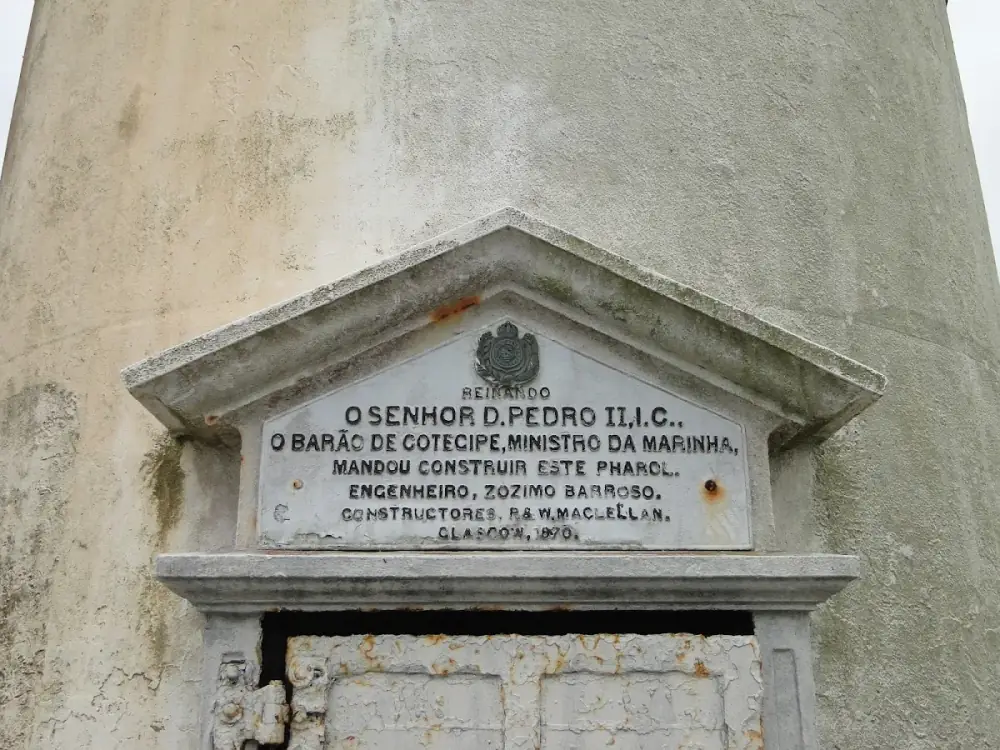 REINANDO
O SENHOR D. PEDRO II, I.C.,
O BARÃO DE COTEGIPE, MINISTRO DA MARINHA,
MANDOU CONSTRUIR ESTE PHAROL.
ENGENHEIRO, ZOZIMO BARROSO.
CONSTRUCTORES, P. & W. MACLELLAN.
GLASGOW, 1870.